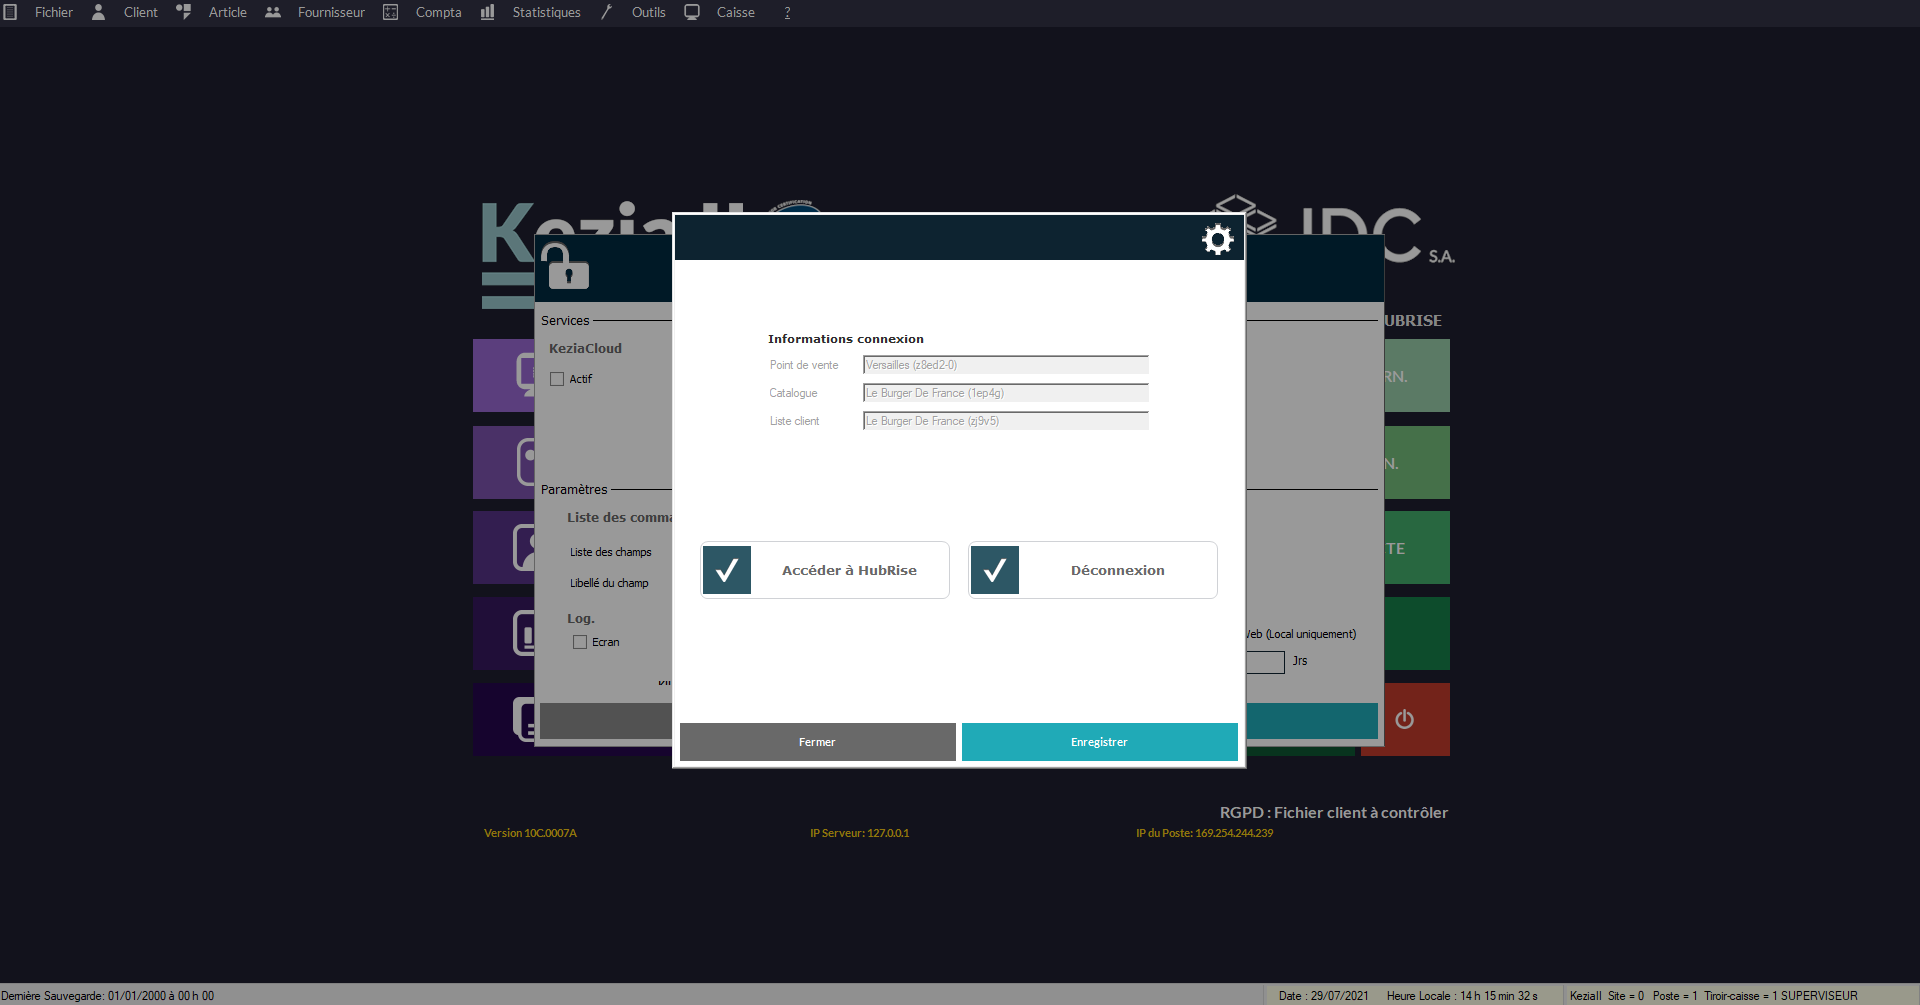 Fichier Client Article Fournisseur Compta Statistiques Outils Caisse ?
S.A.
UBRISE
Services
KeziaCloud
Actif
Paramètres
Liste des comma
Liste des champs
Libellé du champ
Log.
Ecran
Informations connexion
Point de vente Versailles (z8ed2-0)
Catalogue Le Burger De France (1ep4g)
Liste client Le Burger De France (zj9v5)
Accéder à HubRise Déconnexion
Fermer Enregistrer
RN.
N.
TE
Web (Local uniquement)
Jrs
RGPD : Fichier client à contrôler
Version 10C.0007A IP Serveur: 127.0.0.1 IP du Poste: 169.254.244.239
Dernière Sauvegarde: 01/01/2000 à 00 h 00 Date : 29/07/2021 Heure Locale : 14 h 15 min 32 s KeziaII Site = 0 Poste = 1 Tiroir-caisse = 1 SUPERVISEUR